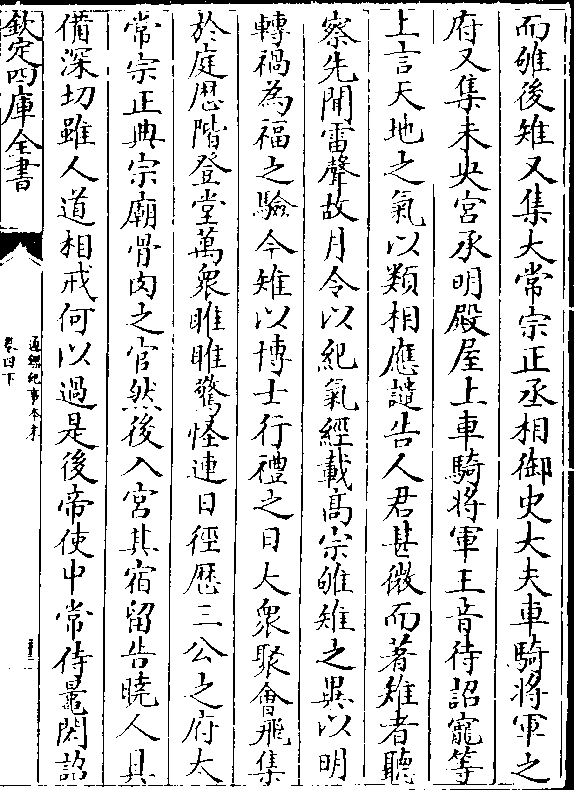 而雊後雉又集大常宗正丞相御史大夫車騎將軍之
府又集未央宫承明殿屋上車騎将軍王音待詔寵等
上言天地之氣以類相應譴告人君甚微而著雉者聽
察先聞雷聲故月令以紀氣經載髙宗雊雉之異以明
轉禍為福之驗今雉以博士行禮之日大衆聚會飛集
於庭歴階登堂萬衆睢睢驚怪連日徑歴三公之府太
常宗正典宗廟骨肉之官然後入宫其宿留告曉人具
備深切雖人道相戒何以過是後帝使中常侍鼂閎詔
欽定四庫全書
通鑑紀事本末
卷四下